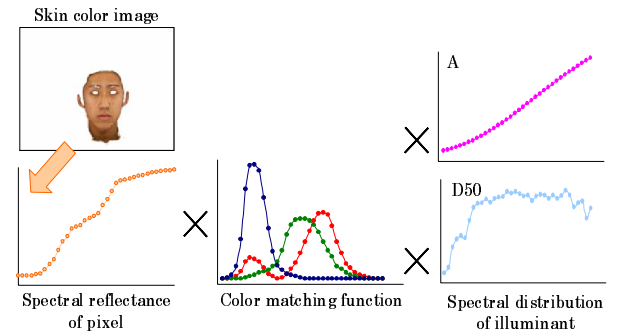 Skin color image
A
D50
Spectral reflectance
of pixel
Color matching function
Spectral distribution
of illuminant